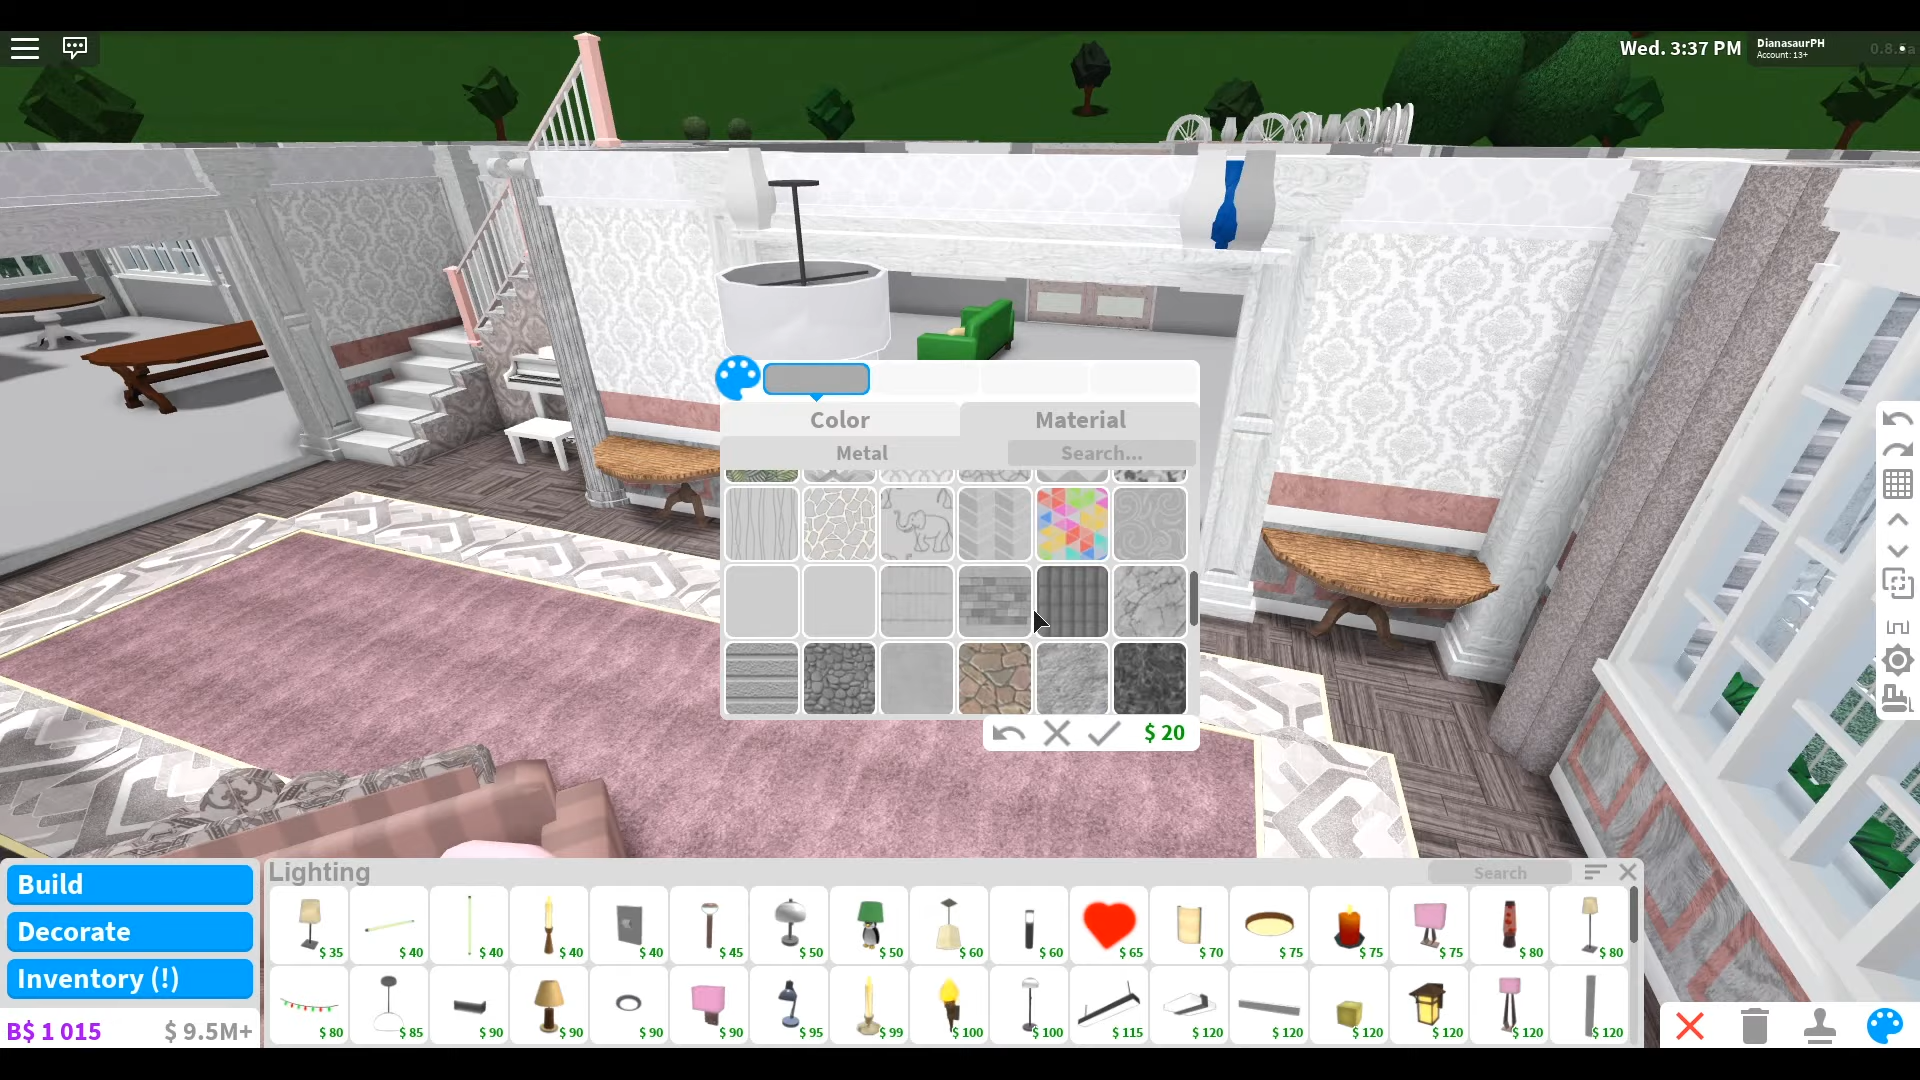 Wed. 3:37 PM
DianasaurPH
Account: 13+
Color
Material
Metal
Search...
$ 20
Build
Decorate
Inventory (!)
B$ 1 015
$ 9.5M+
Lighting
Search
$ 35
$ 40
$ 40
$ 40
$ 40
$ 45
$ 50
$ 50
$ 60
$ 60
$ 65
$ 70
$ 75
$ 75
$ 75
$ 80
$ 80
$ 80
$ 85
$ 90
$ 90
$ 90
$ 90
$ 95
$ 99
$ 100
$ 100
$ 115
$ 120
$ 120
$ 120
$ 120
$ 120
$ 120